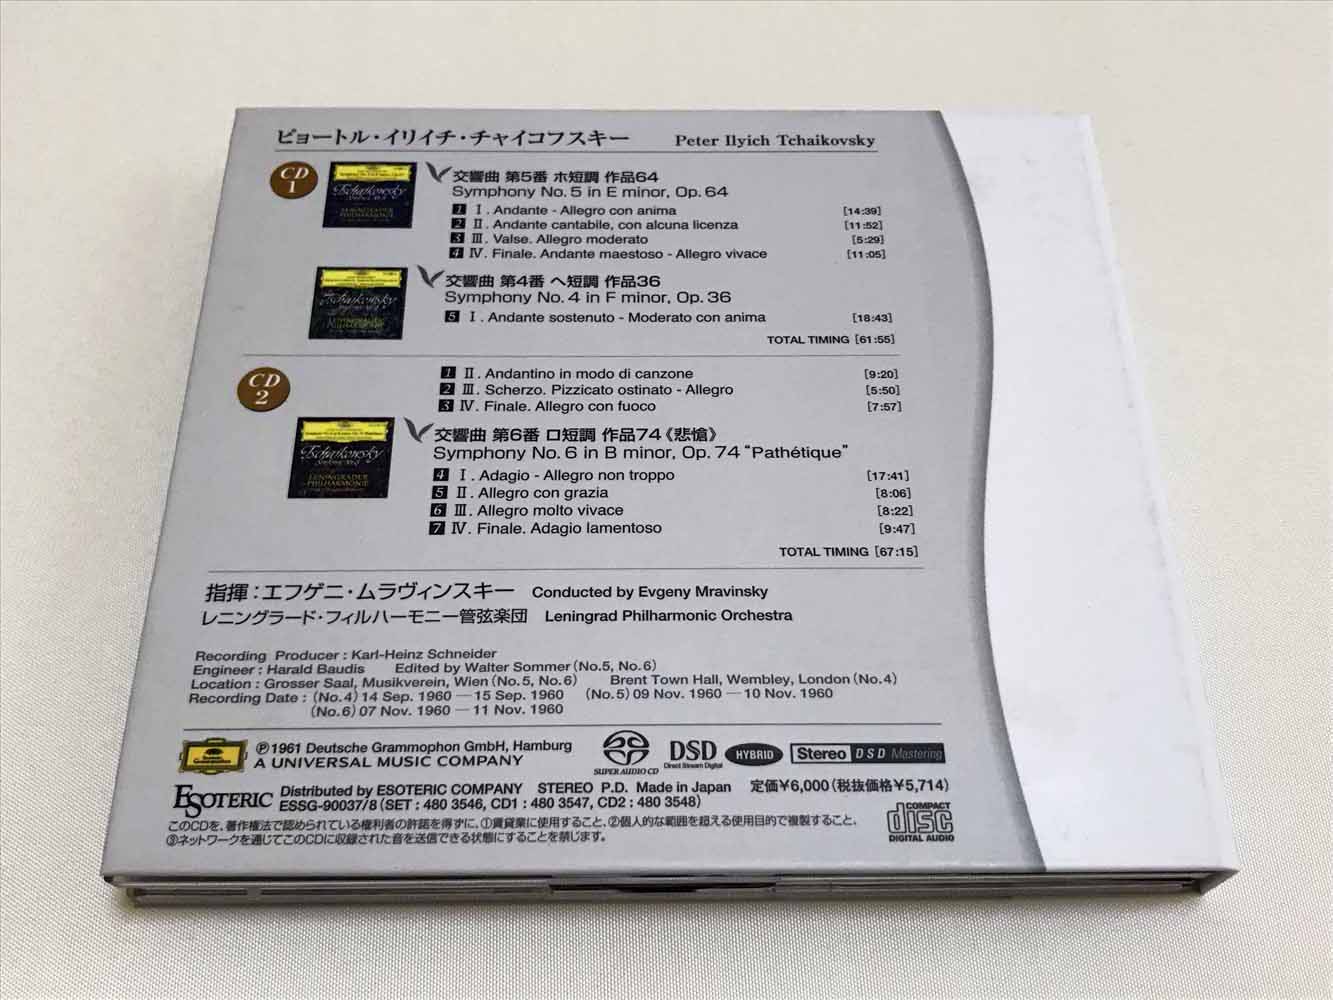 ピョートル・イリイチ・チャイコフスキー Peter Ilyich Tchaikovsky
CD 1
交響曲 第5番 ホ短調 作品64
Symphony No. 5 in E minor, Op. 64
1 Ⅰ. Andante - Allegro con anima [14:39]
2 Ⅱ. Andante cantabile, con alcuna licenza [11:52]
3 Ⅲ. Valse. Allegro moderato [5:29]
4 Ⅳ. Finale. Andante maestoso - Allegro vivace [11:05]
Tschaikowsky
交響曲 第4番 ヘ短調 作品36
Symphony No. 4 in F minor, Op. 36
5 Ⅰ. Andante sostenuto - Moderato con anima [18:43]
TOTAL TIMING [61:55]
Tschaikowsky
CD 2
1 Ⅱ. Andantino in modo di canzone [9:20]
2 Ⅲ. Scherzo. Pizzicato ostinato - Allegro [5:50]
3 Ⅳ. Finale. Allegro con fuoco [7:57]
交響曲 第6番 ロ短調 作品74《悲愴》
Symphony No. 6 in B minor, Op. 74 “Pathétique”
4 Ⅰ. Adagio - Allegro non troppo [17:41]
5 Ⅱ. Allegro con grazia [8:06]
6 Ⅲ. Allegro molto vivace [8:22]
7 Ⅳ. Finale. Adagio lamentoso [9:47]
TOTAL TIMING [67:15]
Tschaikowsky
LENINGRADER
PHILHARMONIE
指揮：エフゲニ・ムラヴィンスキー Conducted by Evgeny Mravinsky
レニングラード・フィルハーモニー管弦楽団 Leningrad Philharmonic Orchestra
Recording Producer : Karl-Heinz Schneider
Engineer : Harald Baudis Edited by Walter Sommer (No.5, No.6)
Location : Grosser Saal, Musikverein, Wien (No.5, No.6) Brent Town Hall, Wembley, London (No.4)
Recording Date : (No.4) 14 Sep. 1960 — 15 Sep. 1960 (No.5) 09 Nov. 1960 — 10 Nov. 1960
(No.6) 07 Nov. 1960 — 11 Nov. 1960
Deutsche Grammophon
Ⓟ1961 Deutsche Grammophon GmbH, Hamburg
A UNIVERSAL MUSIC COMPANY
SUPER AUDIO CD
DSD
Direct Stream Digital
HYBRID
Stereo DSD Mastering
ESOTERIC
Distributed by ESOTERIC COMPANY STEREO P.D. Made in Japan 定価¥6,000(税抜価格¥5,714)
ESSG-90037/8 (SET : 480 3546, CD1 : 480 3547, CD2 : 480 3548)
このCDを、著作権法で認められている権利者の許諾を得ずに、①賃貸業に使用すること、②個人的な範囲を超える使用目的で複製すること、
③ネットワークを通じてこのCDに収録された音を送信できる状態にすることを禁じます。
COMPACT
disc
DIGITAL AUDIO